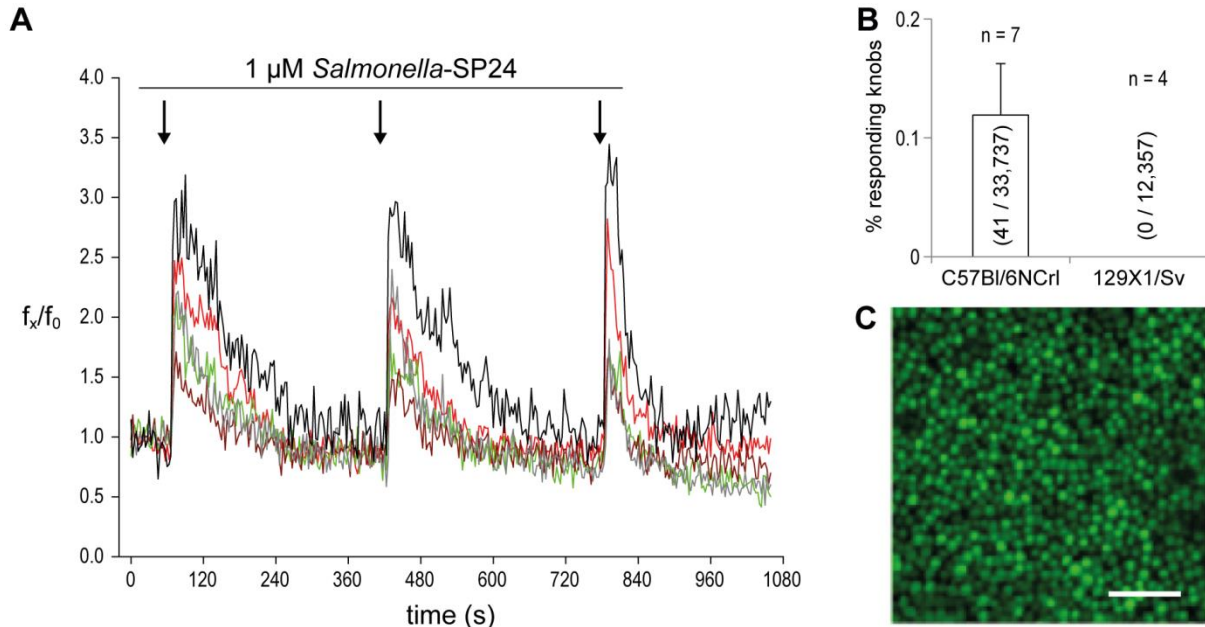 A
1 µM Salmonella-SP24
4.0
3.5
3.0
2.5
2.0
1.5
1.0
0.5
0.0
fx/f0
0 120 240 360 480 600 720 840 960 1080
time (s)
B
0.2
0.1
0
% responding knobs
n = 7
n = 4
(41 / 33,737)
(0 / 12,357)
C57Bl/6NCrl 129X1/Sv
C